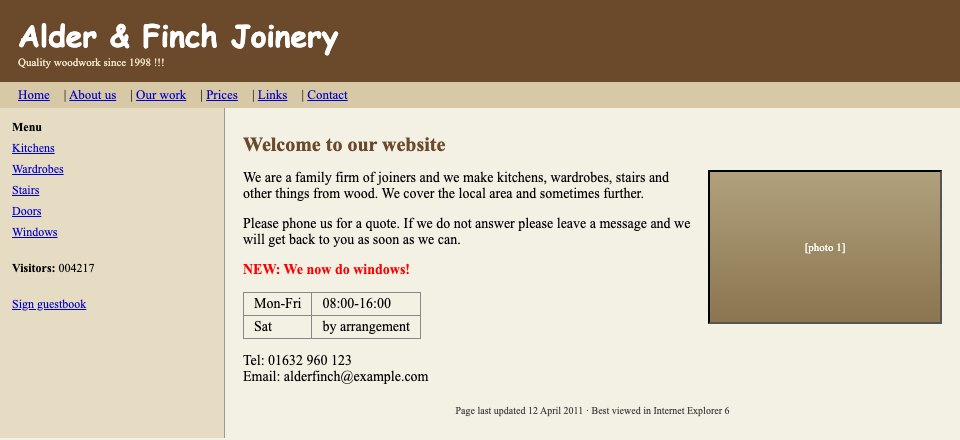 Alder & Finch Joinery
Quality woodwork since 1998 !!!
Home | About us | Our work | Prices | Links | Contact
Menu
Kitchens
Wardrobes
Stairs
Doors
Windows
Visitors: 004217
Sign guestbook
Welcome to our website
We are a family firm of joiners and we make kitchens, wardrobes, stairs and
other things from wood. We cover the local area and sometimes further.
Please phone us for a quote. If we do not answer please leave a message and we
will get back to you as soon as we can.
NEW: We now do windows!
Mon-Fri 08:00-16:00
Sat by arrangement
Tel: 01632 960 123
Email: alderfinch@example.com
[photo 1]
Page last updated 12 April 2011 · Best viewed in Internet Explorer 6